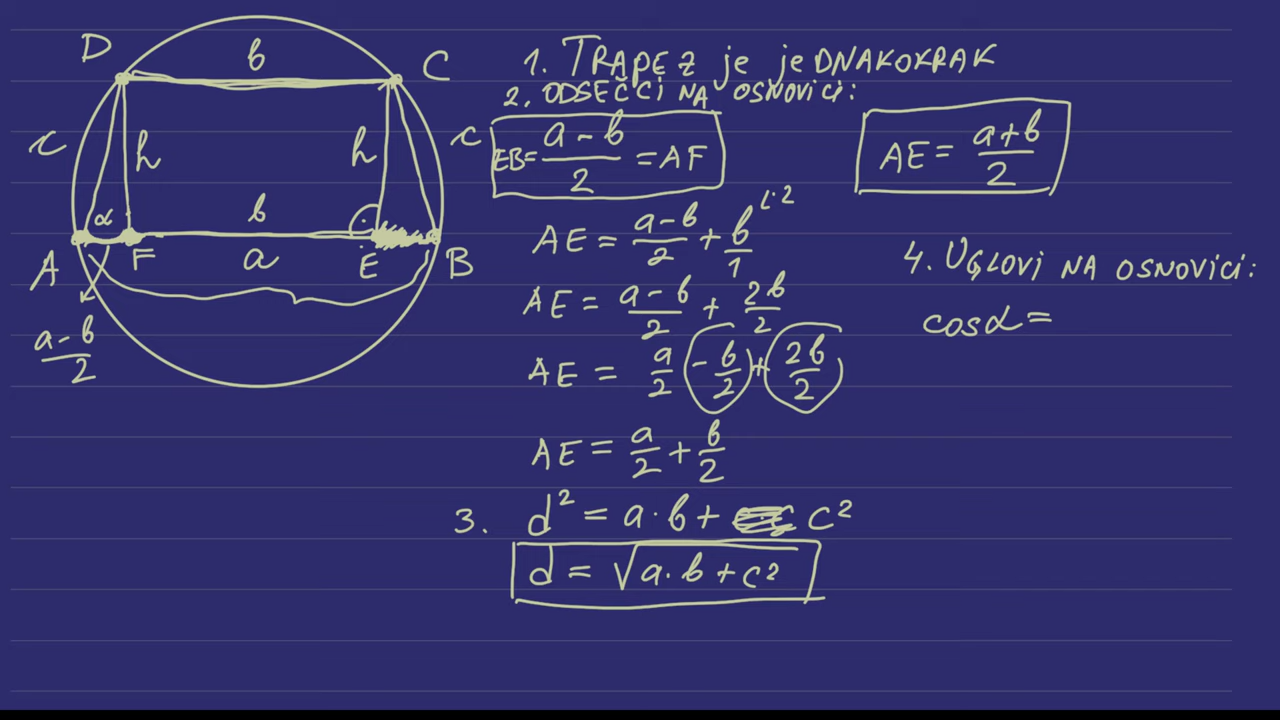 D
b
C
c
h
h
c
α
b
A
F
a
E
B
a-b/2
1. TRAPEZ je jeDNAKOKRAK
2. ODSEČCI NA OSNOVICI:
EB = a-b/2 = AF
AE = a-b/2 + b/1 /·2
AE = a-b/2 + 2b/2
AE = a/2 - b/2 + 2b/2
AE = a/2 + b/2
3. d² = a·b + c²
d = √a·b+c²
AE = a+b/2
4. UGLOVI NA OSNOVICI:
cosα =